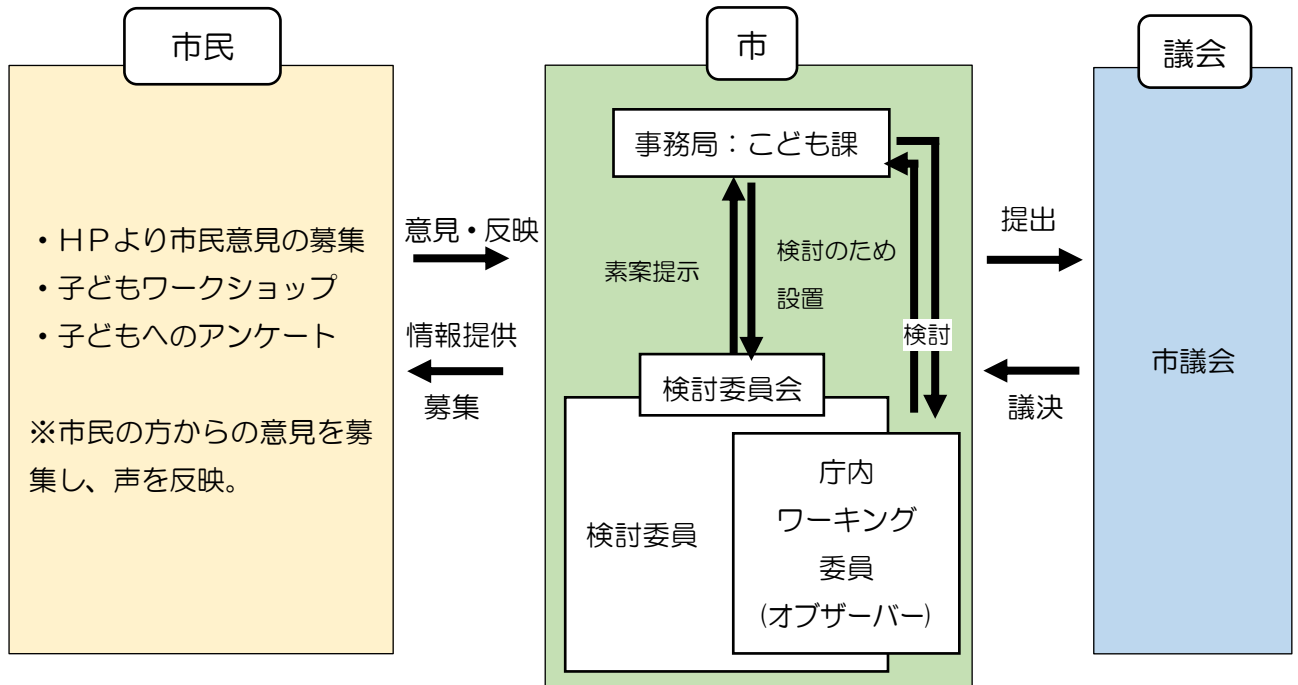 市民
・ＨＰより市民意見の募集
・子どもワークショップ
・子どもへのアンケート
※市民の方からの意見を募
集し、声を反映。
意見・反映
情報提供
募集
市
事務局：こども課
素案提示
検討のため
設置
検討
検討委員会
検討委員
庁内
ワーキング
委員
(オブザーバー)
提出
議決
議会
市議会